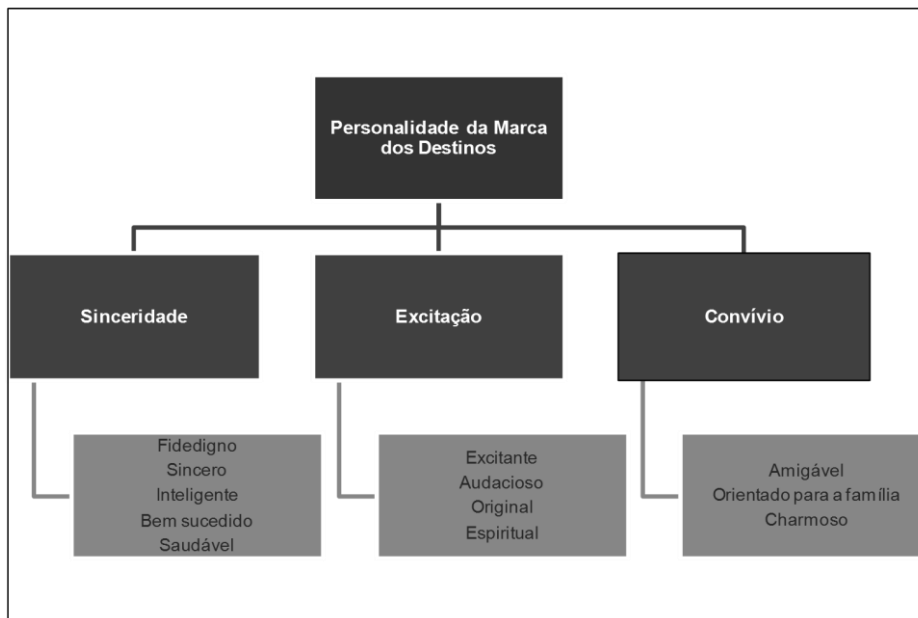 Personalidade da Marca
dos Destinos
Sinceridade
Excitação
Convívio
Fidedigno
Sincero
Inteligente
Bem sucedido
Saudável
Excitante
Audacioso
Original
Espiritual
Amigável
Orientado para a família
Charmoso